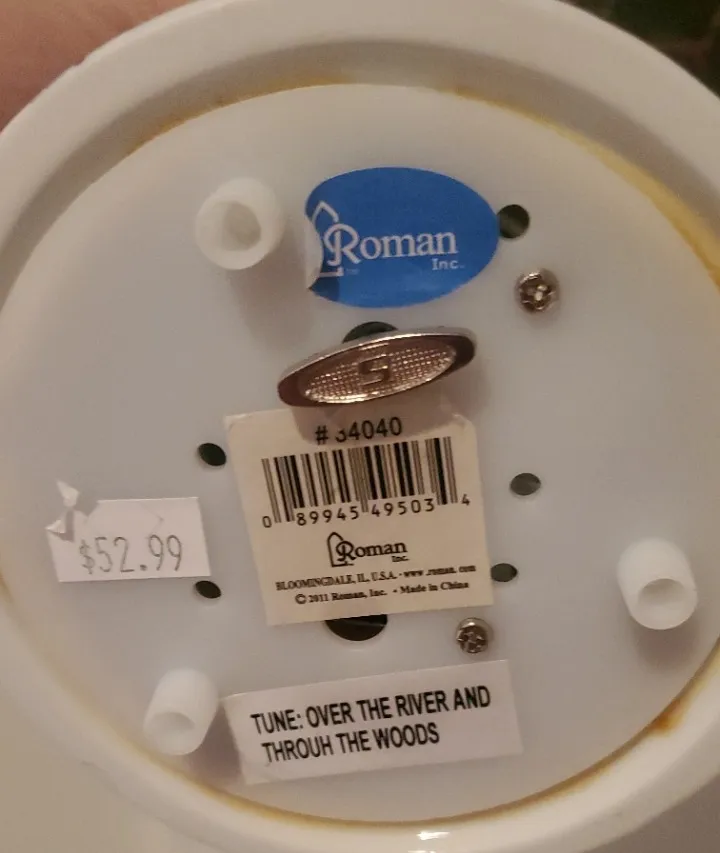 Roman
Inc.
S
# 34040
0 89945 49503 4
Roman
Inc.
BLOOMINGDALE, IL, U.S.A. · www.roman.com
© 2011 Roman, Inc. • Made in China
$52.99
TUNE: OVER THE RIVER AND
THROUH THE WOODS